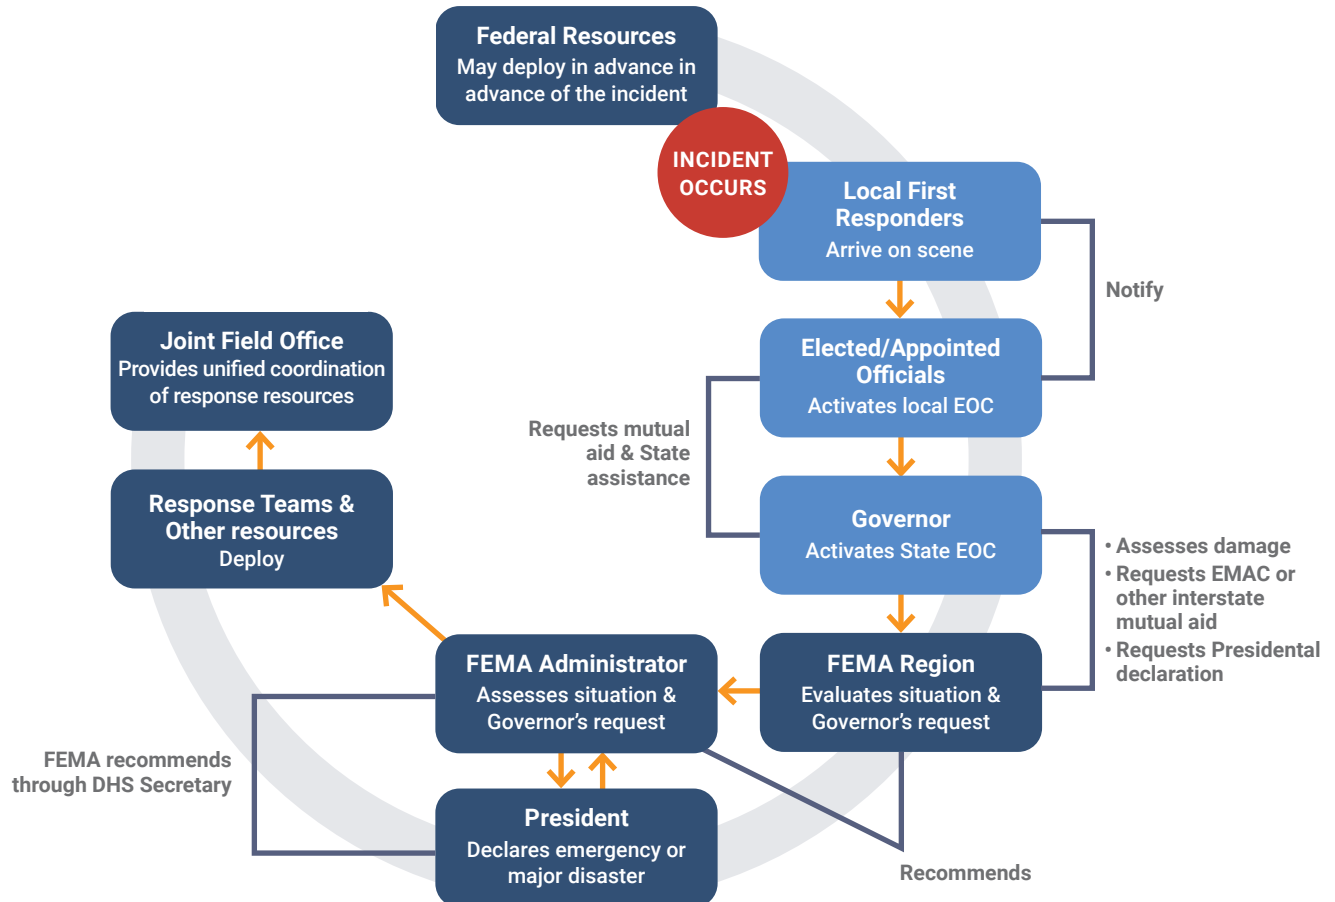 Federal Resources
May deploy in advance in
advance of the incident
INCIDENT
OCCURS
Local First
Responders
Arrive on scene
Notify
Elected/Appointed
Officials
Activates local EOC
Requests mutual
aid & State
assistance
Governor
Activates State EOC
• Assesses damage
• Requests EMAC or
other interstate
mutual aid
• Requests Presidental
declaration
FEMA Region
Evaluates situation &
Governor's request
Recommends
FEMA Administrator
Assesses situation &
Governor's request
FEMA recommends
through DHS Secretary
President
Declares emergency or
major disaster
Response Teams &
Other resources
Deploy
Joint Field Office
Provides unified coordination
of response resources